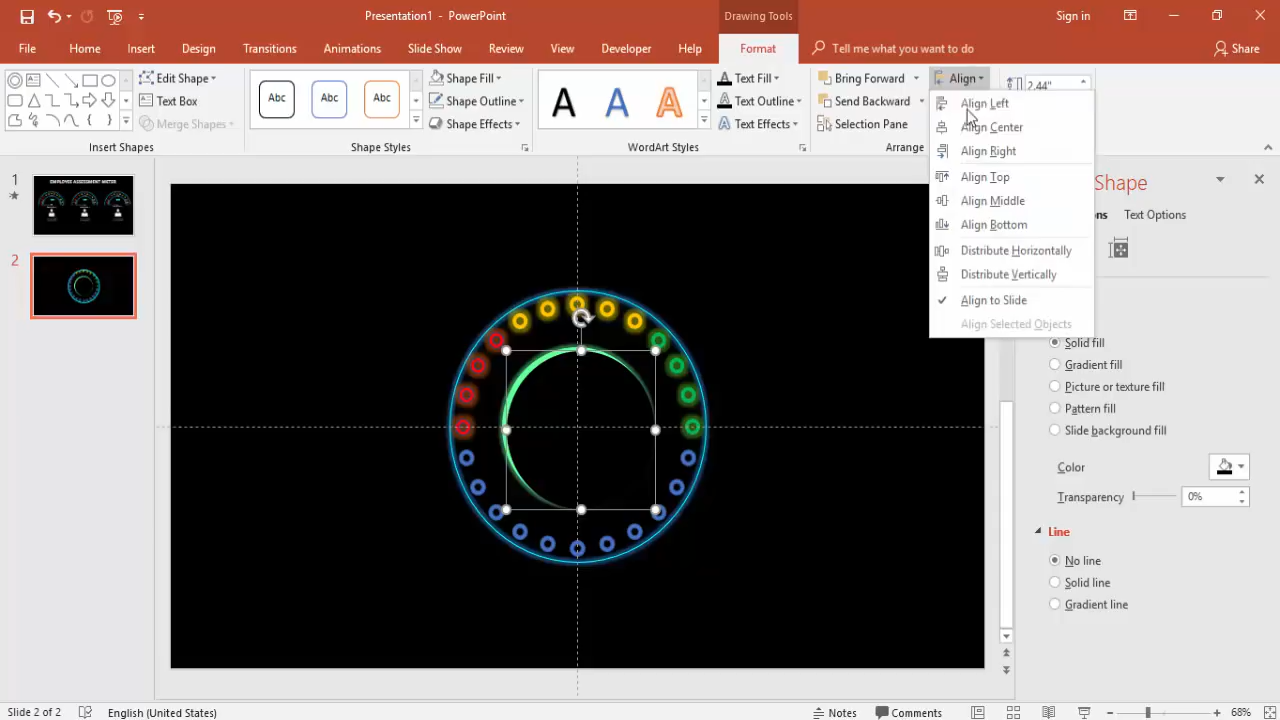 Presentation1 - PowerPoint
Drawing Tools
Sign in
File Home Insert Design Transitions Animations Slide Show Review View Developer Help Format Tell me what you want to do Share
Edit Shape
Text Box
Merge Shapes
Insert Shapes
Abc Abc Abc
Shape Fill
Shape Outline
Shape Effects
Shape Styles
A A A
Text Fill
Text Outline
Text Effects
WordArt Styles
Bring Forward
Send Backward
Selection Pane
Arrange
Align
2.44"
Align Left
Align Center
Align Right
Align Top
Align Middle
Align Bottom
Distribute Horizontally
Distribute Vertically
Align to Slide
Align Selected Objects
1
EMPLOYEE ASSESSMENT METER
2
Shape
Text Options
Solid fill
Gradient fill
Picture or texture fill
Pattern fill
Slide background fill
Color
Transparency 0%
Line
No line
Solid line
Gradient line
Slide 2 of 2 English (United States) Notes Comments 68%